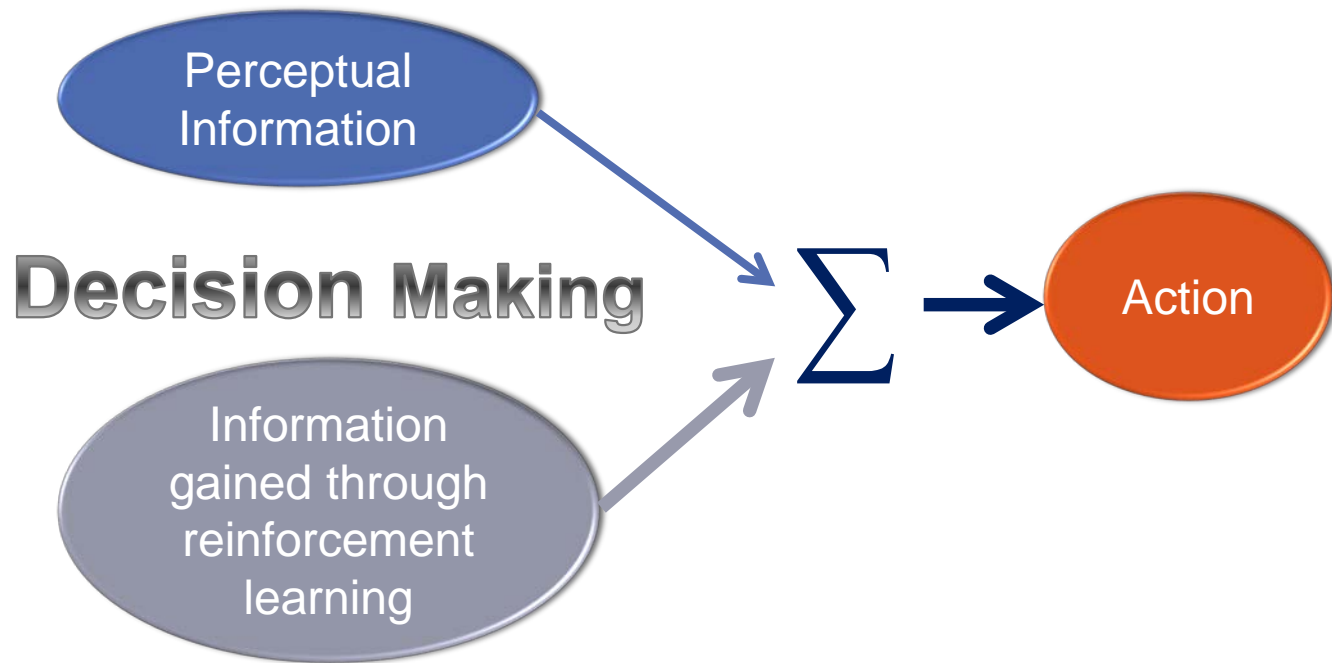 Perceptual
Information
Decision Making
∑
Action
Information
gained through
reinforcement
learning